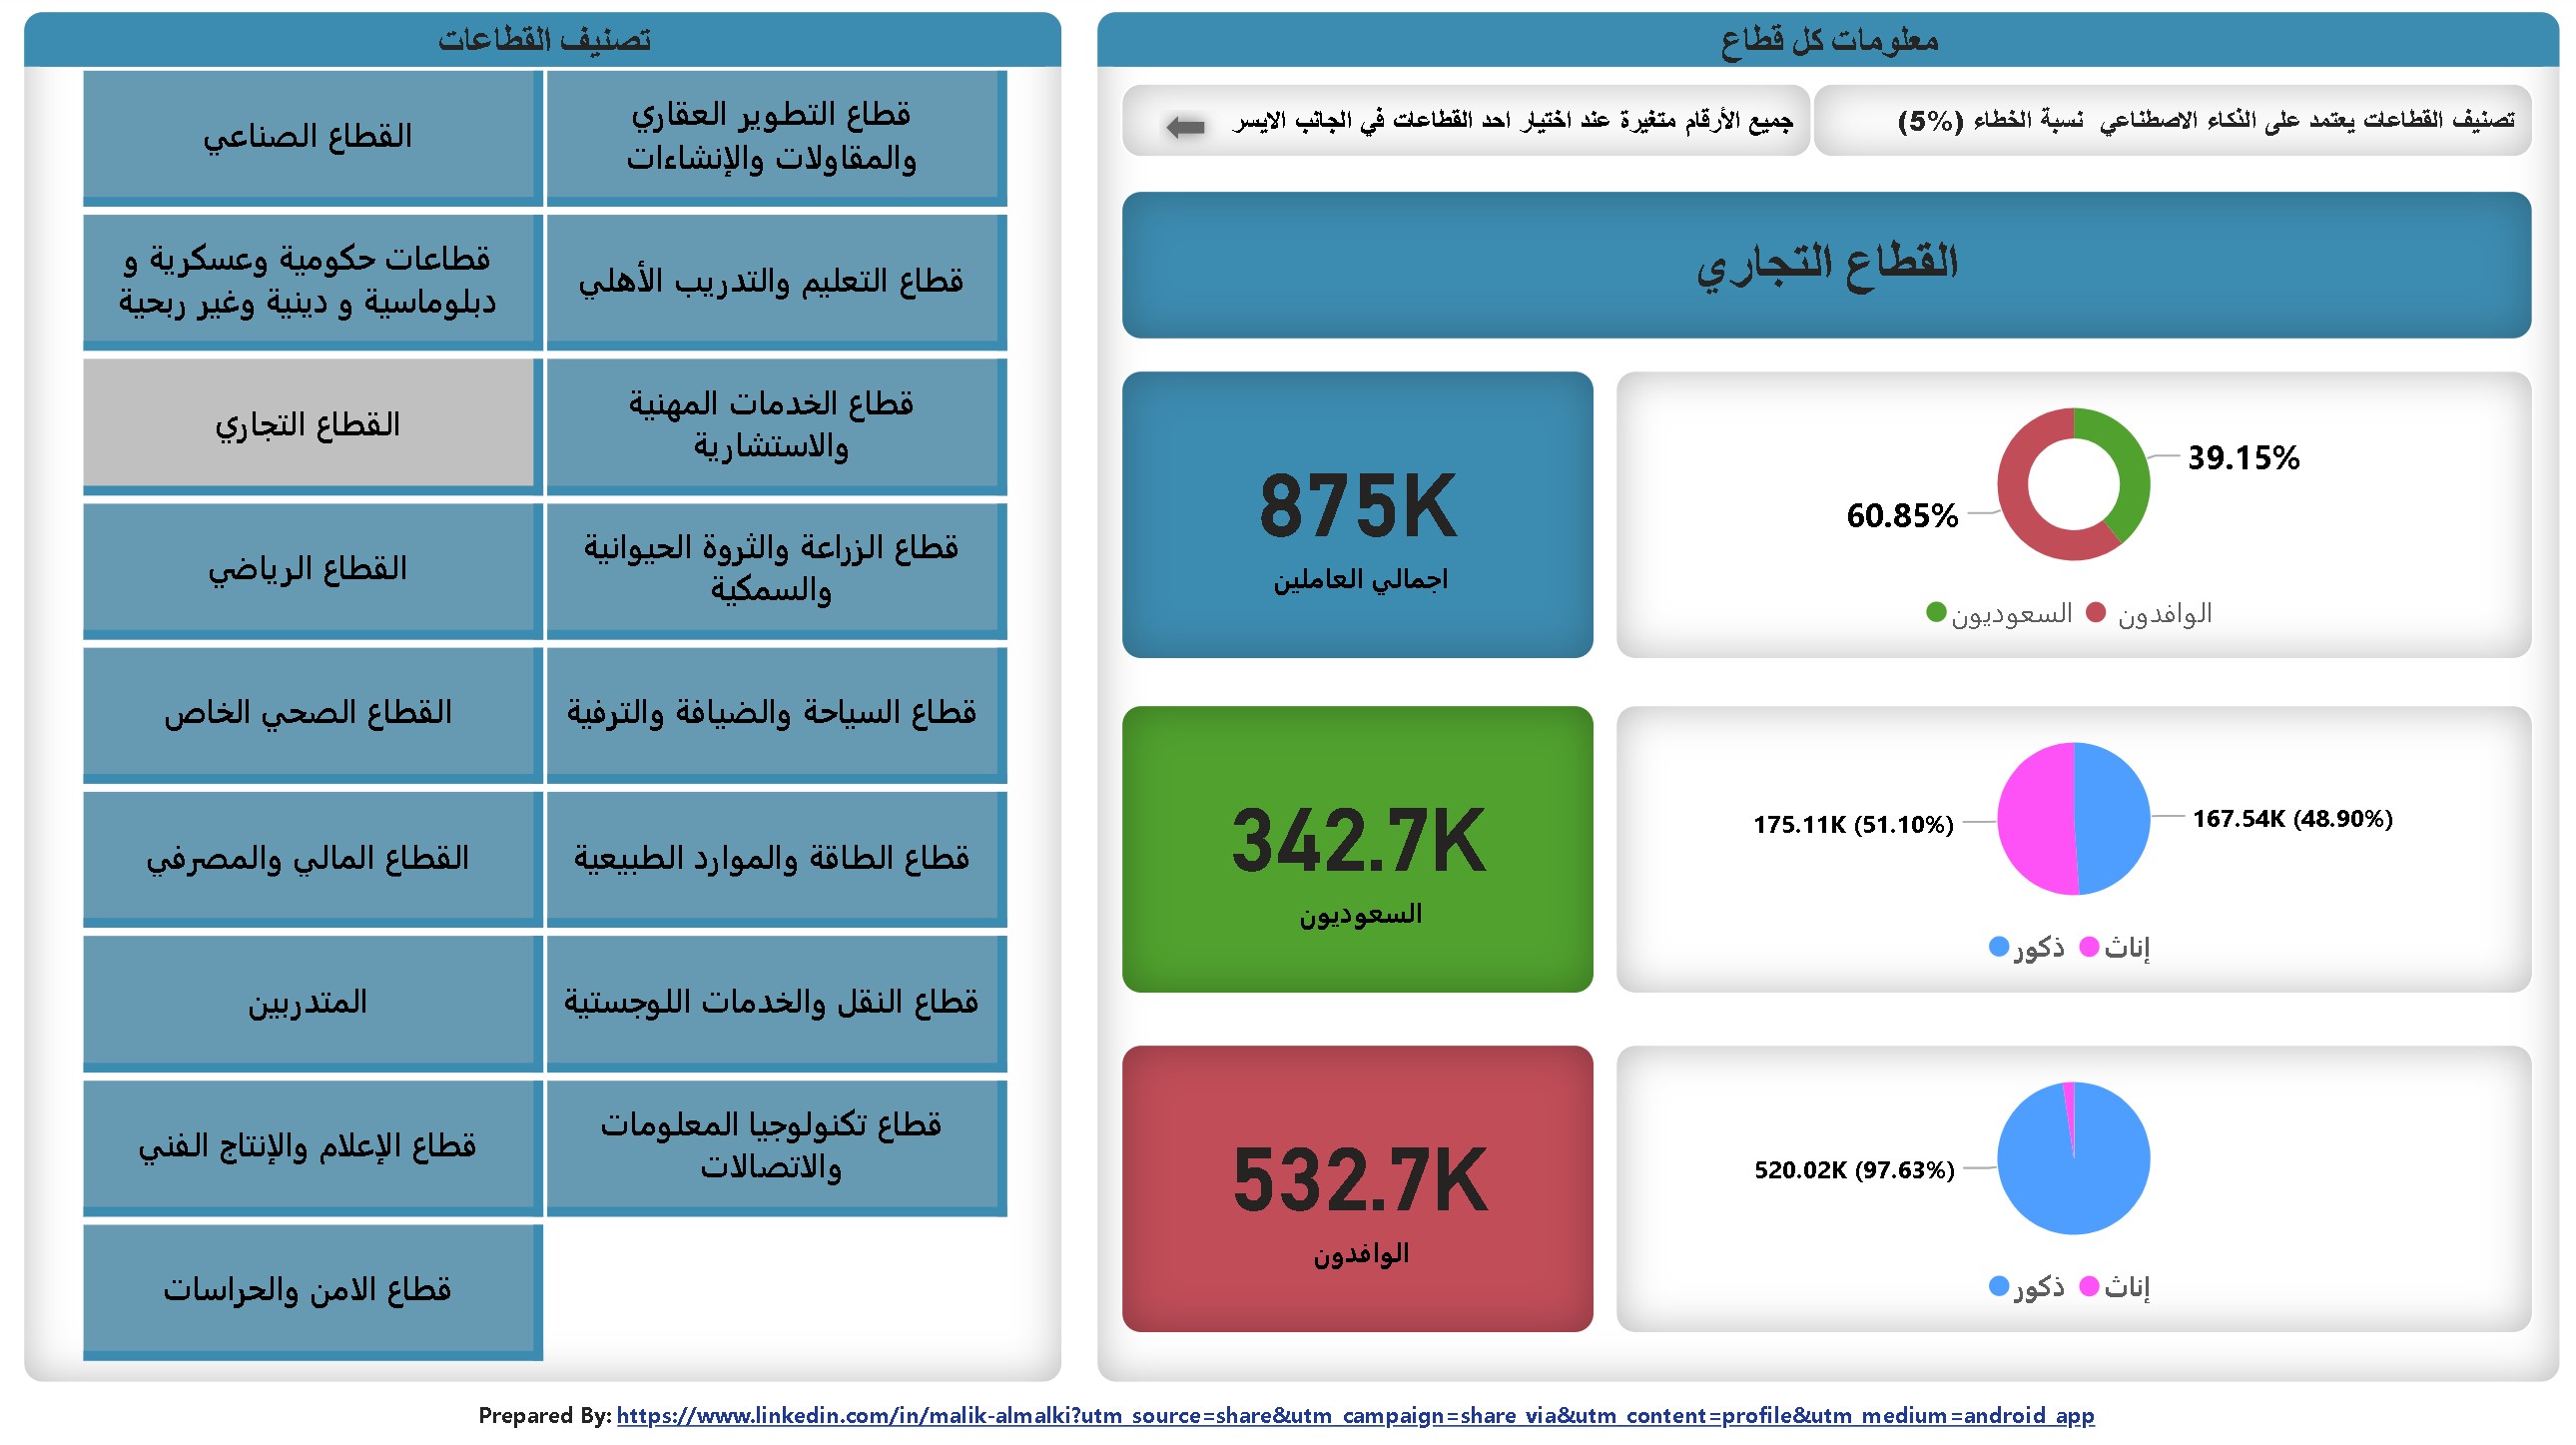 معلومات كل قطاع
تصنيف القطاعات يعتمد على الذكاء الاصطناعي نسبة الخطاء (5%)
جميع الأرقام متغيرة عند اختيار احد القطاعات في الجانب الايسر
القطاع التجاري
39.15%
60.85%
السعوديون
الوافدون
875K
اجمالي العاملين
167.54K (48.90%)
175.11K (51.10%)
ذكور
إناث
342.7K
السعوديون
520.02K (97.63%)
ذكور
إناث
532.7K
الوافدون
تصنيف القطاعات
قطاع التطوير العقاري
والمقاولات والإنشاءات
القطاع الصناعي
قطاع التعليم والتدريب الأهلي
قطاعات حكومية وعسكرية و
دبلوماسية و دينية وغير ربحية
قطاع الخدمات المهنية
والاستشارية
القطاع التجاري
قطاع الزراعة والثروة الحيوانية
والسمكية
القطاع الرياضي
قطاع السياحة والضيافة والترفية
القطاع الصحي الخاص
قطاع الطاقة والموارد الطبيعية
القطاع المالي والمصرفي
قطاع النقل والخدمات اللوجستية
المتدربين
قطاع تكنولوجيا المعلومات
والاتصالات
قطاع الإعلام والإنتاج الفني
قطاع الامن والحراسات
Prepared By: https://www.linkedin.com/in/malik-almalki?utm_source=share&utm_campaign=share_via&utm_content=profile&utm_medium=android_app